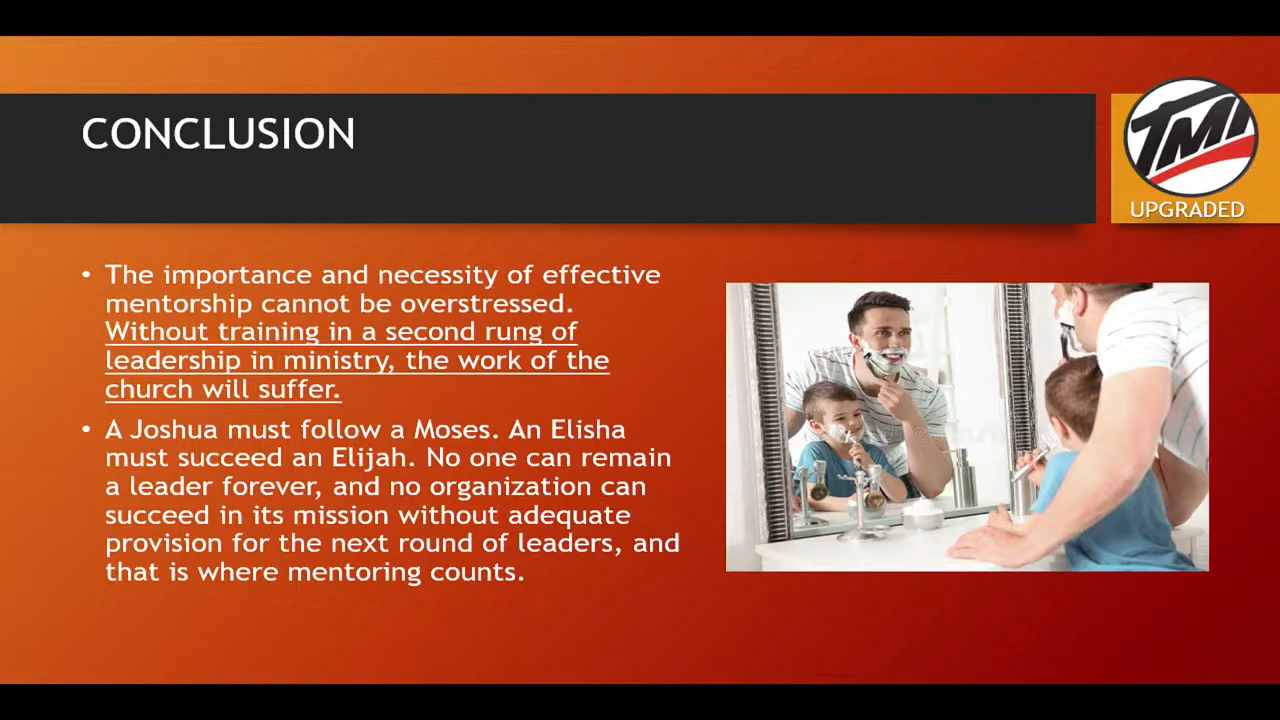 CONCLUSION
TMI
UPGRADED
• The importance and necessity of effective
mentorship cannot be overstressed.
Without training in a second rung of
leadership in ministry, the work of the
church will suffer.
• A Joshua must follow a Moses. An Elisha
must succeed an Elijah. No one can remain
a leader forever, and no organization can
succeed in its mission without adequate
provision for the next round of leaders, and
that is where mentoring counts.